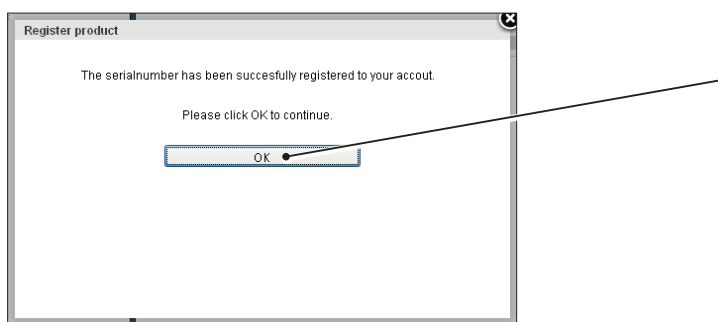 Register product
The serialnumber has been succesfully registered to your accout.
Please click OK to continue.
OK